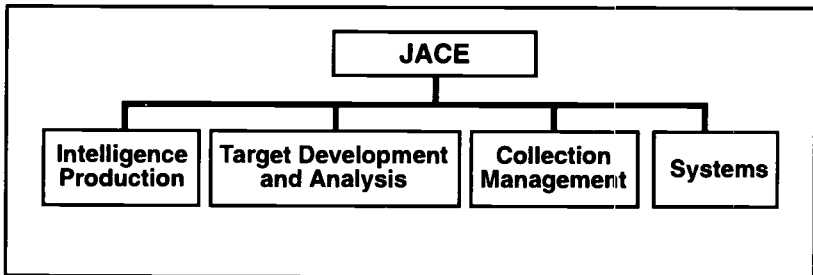 JACE
Intelligence
Production
Target Development
and Analysis
Collection
Management
Systems